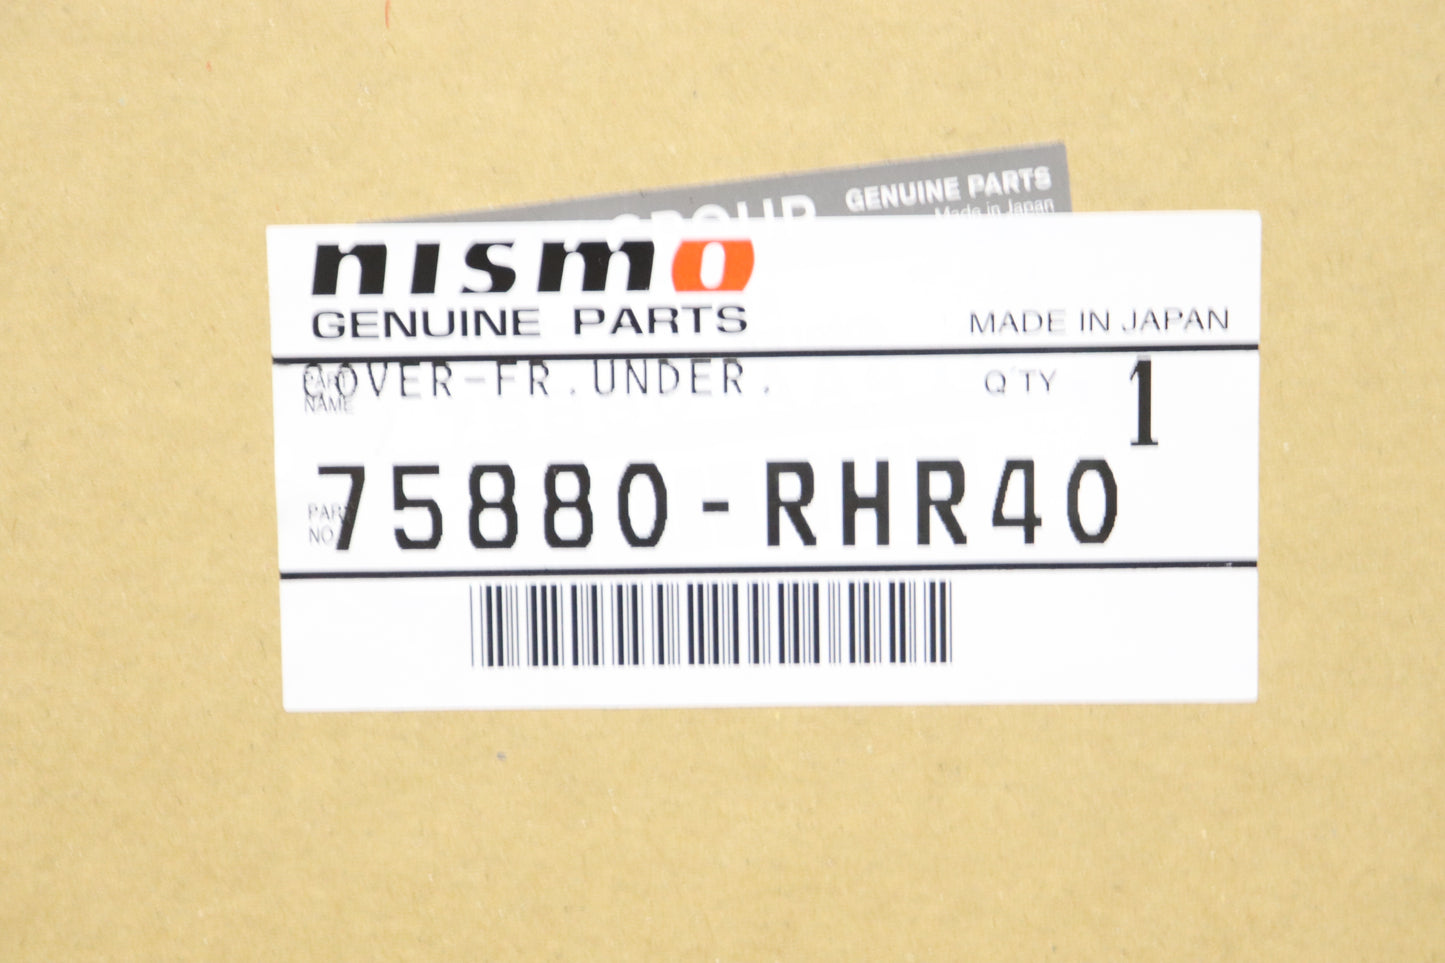 GROUP GENUINE PARTS
Made in Japan
nismo
GENUINE PARTS MADE IN JAPAN
PART NAME COVER-FR.UNDER. Q'TY 1
PART NO. 75880-RHR40